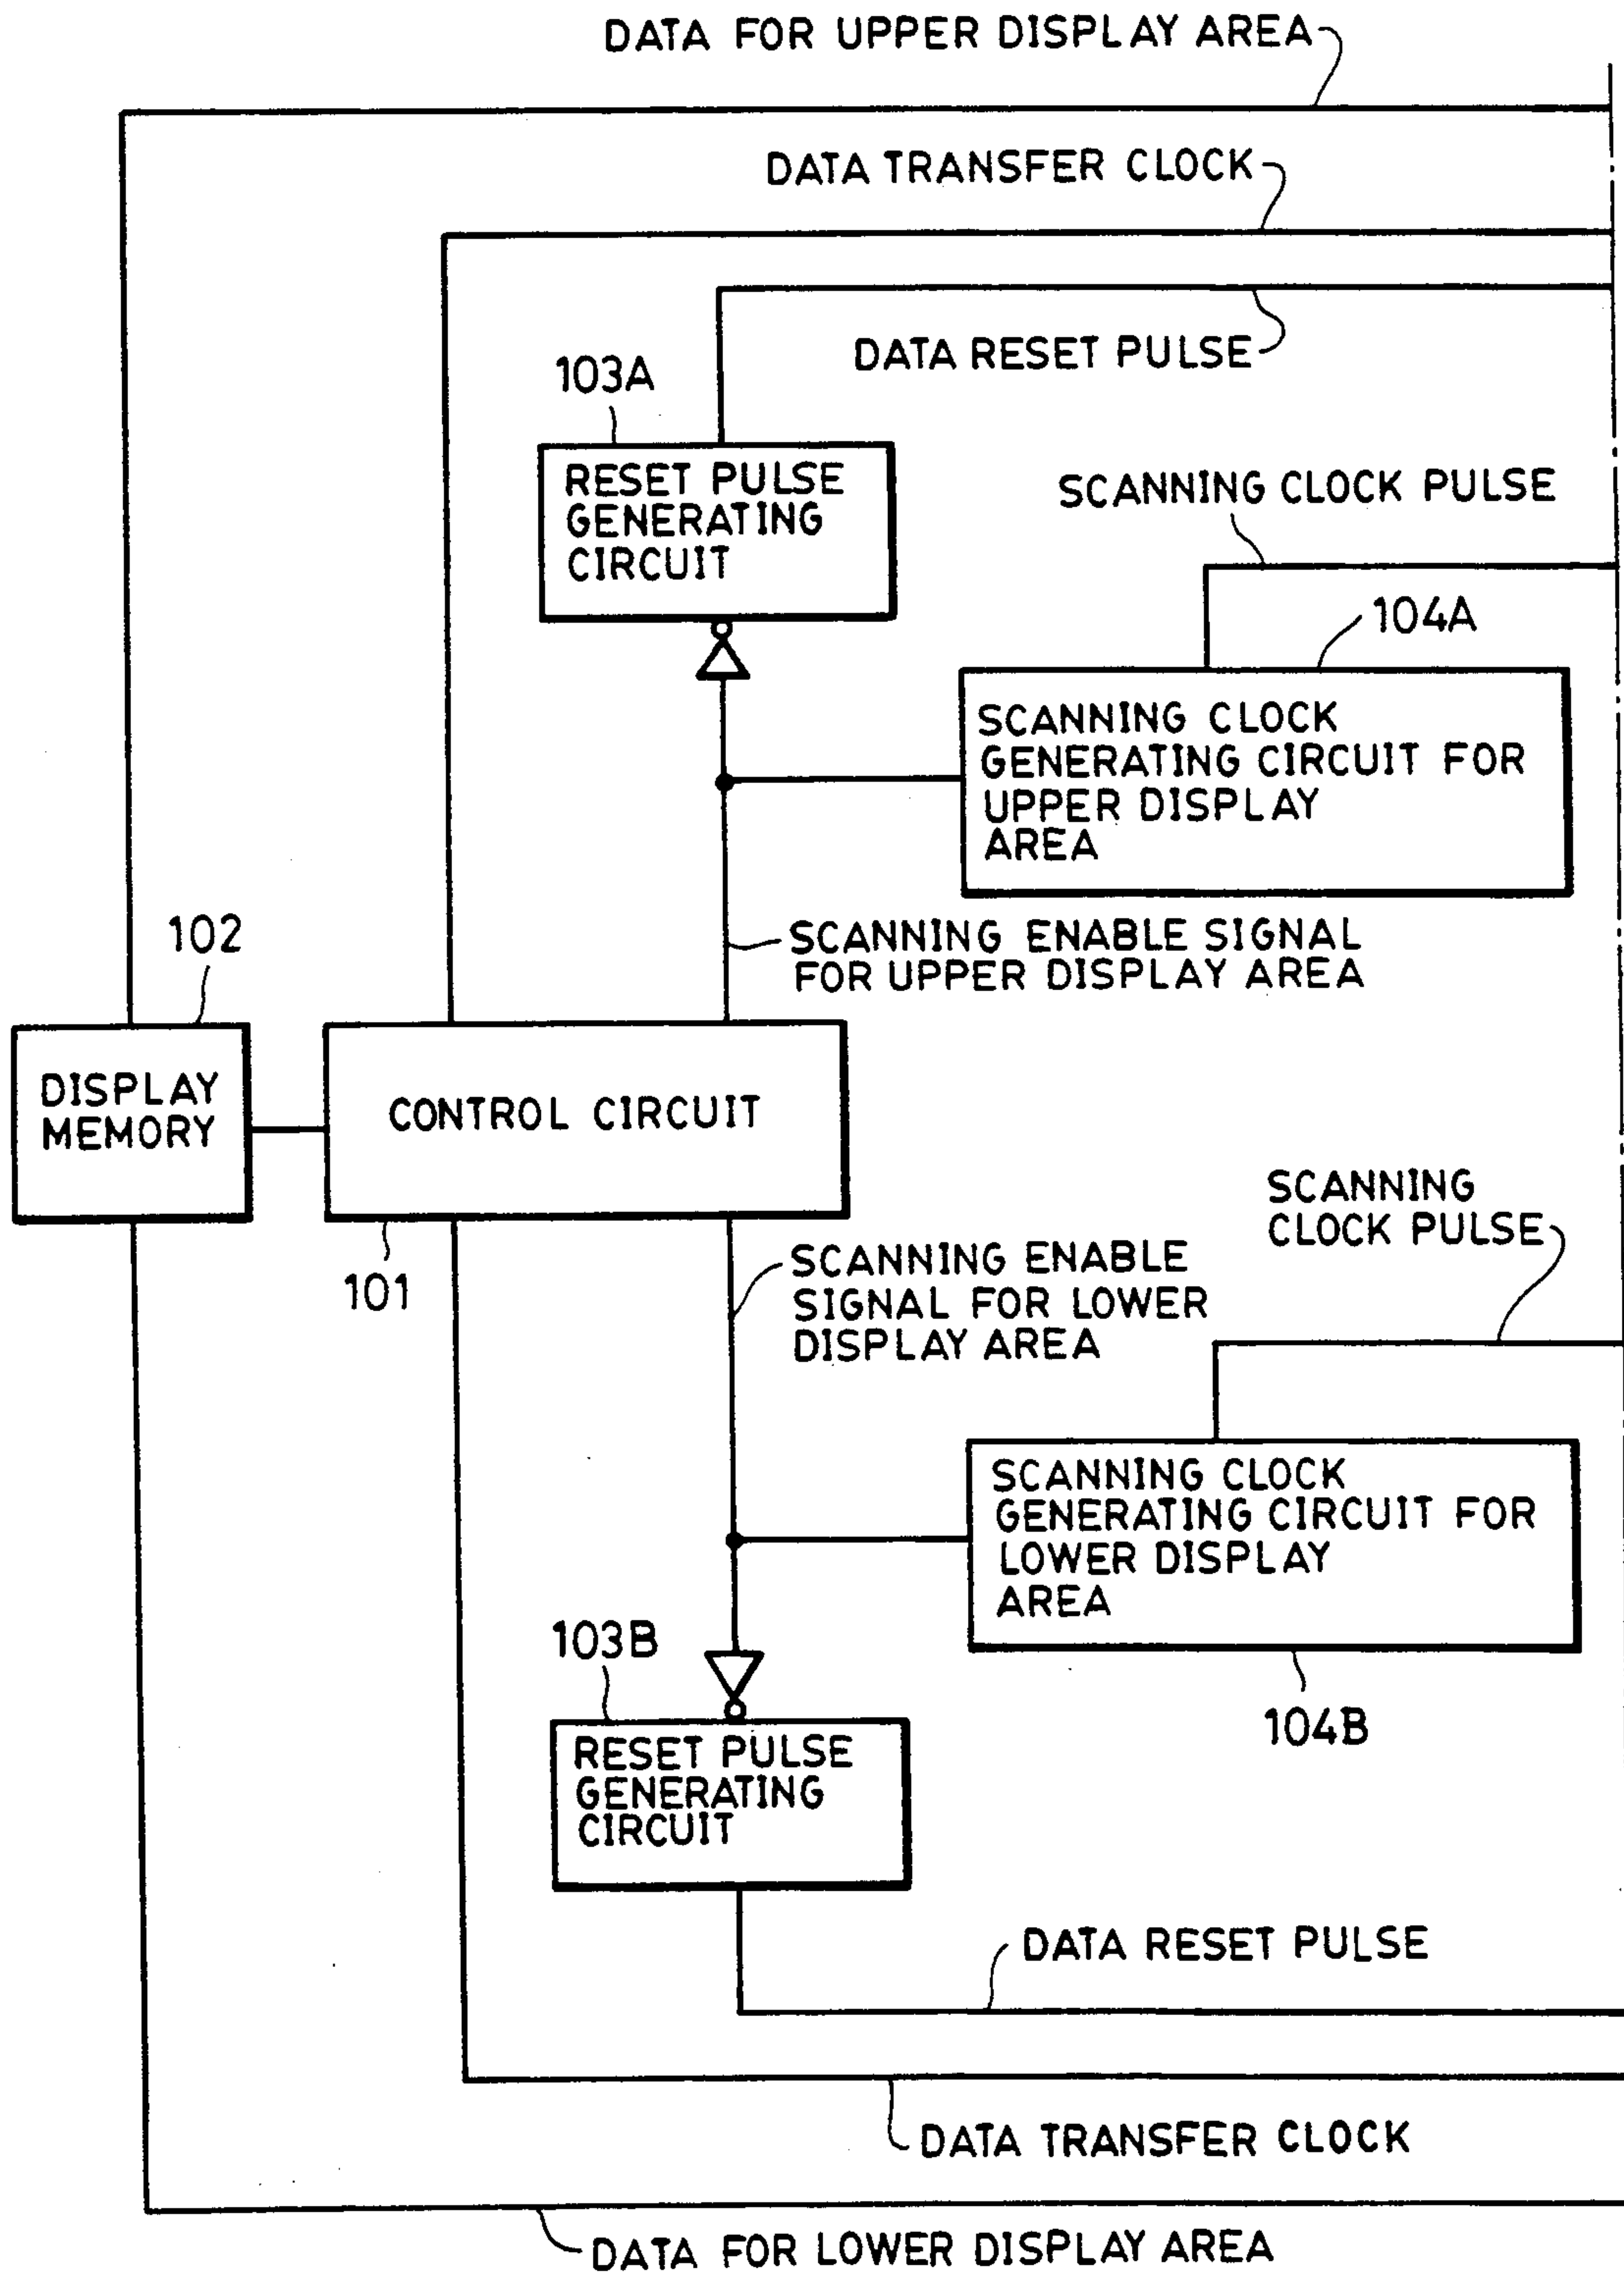 DATA FOR UPPER DISPLAY AREA
DATA TRANSFER CLOCK
DATA RESET PULSE
103A
RESET PULSE
GENERATING
CIRCUIT
SCANNING CLOCK PULSE
104A
SCANNING CLOCK
GENERATING CIRCUIT FOR
UPPER DISPLAY
AREA
SCANNING ENABLE SIGNAL
FOR UPPER DISPLAY AREA
102
DISPLAY
MEMORY
CONTROL CIRCUIT
101
SCANNING
CLOCK PULSE
SCANNING ENABLE
SIGNAL FOR LOWER
DISPLAY AREA
SCANNING CLOCK
GENERATING CIRCUIT FOR
LOWER DISPLAY
AREA
104B
103B
RESET PULSE
GENERATING
CIRCUIT
DATA RESET PULSE
DATA TRANSFER CLOCK
DATA FOR LOWER DISPLAY AREA